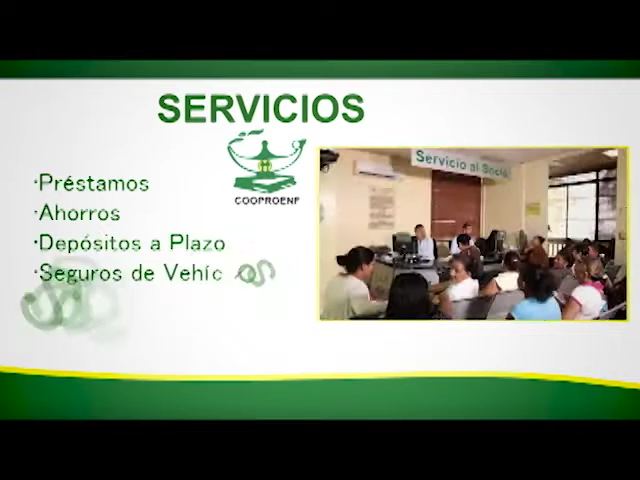 SERVICIOS
COOPROENF
·Préstamos
·Ahorros
·Depósitos a Plazo
·Seguros de Vehíc
Servicio al Socio